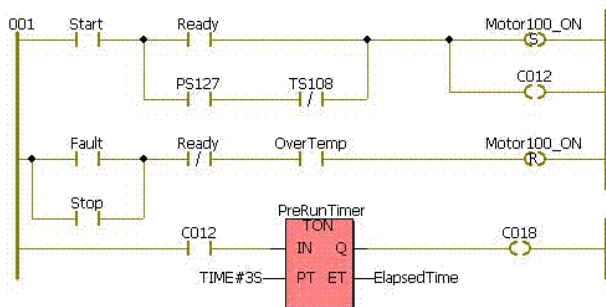 001 Start Ready Motor100_ON
S
PS127 TS108 C012
Fault Ready OverTemp Motor100_ON
R
Stop
PreRunTimer
C012 TON C018
IN Q
TIME#3S PT ET ElapsedTime